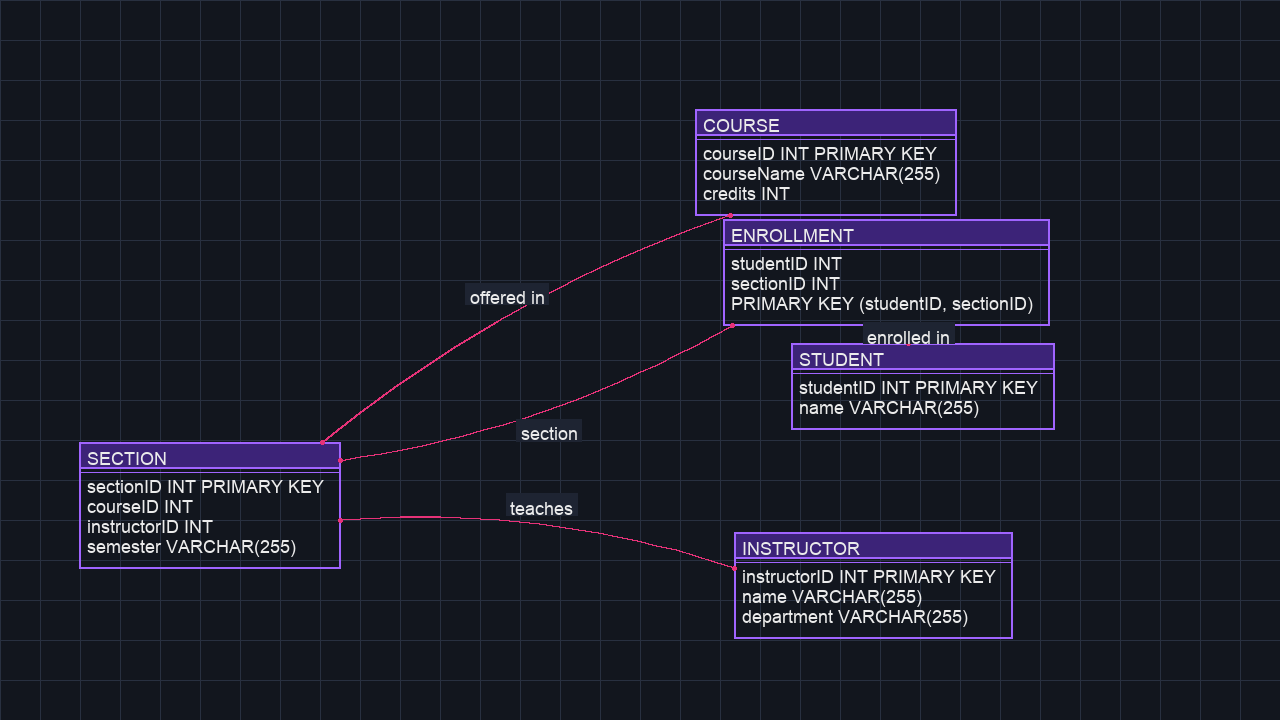 COURSE
courseID INT PRIMARY KEY
courseName VARCHAR(255)
credits INT
ENROLLMENT
studentID INT
sectionID INT
PRIMARY KEY (studentID, sectionID)
offered in
enrolled in
STUDENT
studentID INT PRIMARY KEY
name VARCHAR(255)
section
SECTION
sectionID INT PRIMARY KEY
courseID INT
instructorID INT
semester VARCHAR(255)
teaches
INSTRUCTOR
instructorID INT PRIMARY KEY
name VARCHAR(255)
department VARCHAR(255)